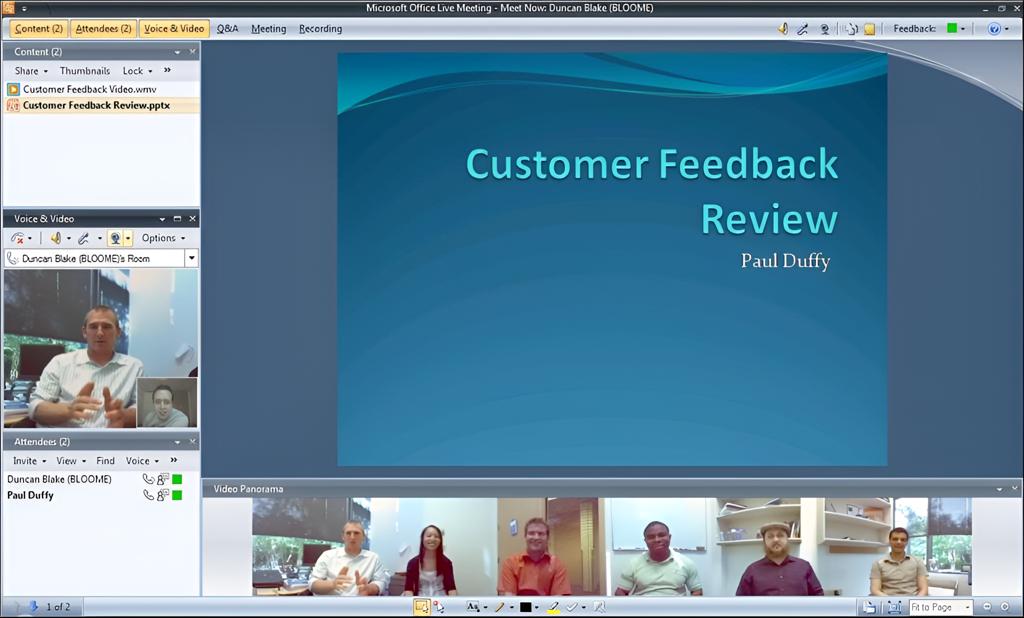 Microsoft Office Live Meeting - Meet Now: Duncan Blake (BLOOME)
Content (2) Attendees (2) Voice & Video Q&A Meeting Recording Feedback:
Content (2)
Share Thumbnails Lock »
Customer Feedback Video.wmv
Customer Feedback Review.pptx
Customer Feedback
Review
Paul Duffy
Voice & Video
Options
Duncan Blake (BLOOME)'s Room
Attendees (2)
Invite View Find Voice »
Duncan Blake (BLOOME)
Paul Duffy
Video Panorama
1 of 2 Aa Fit to Page